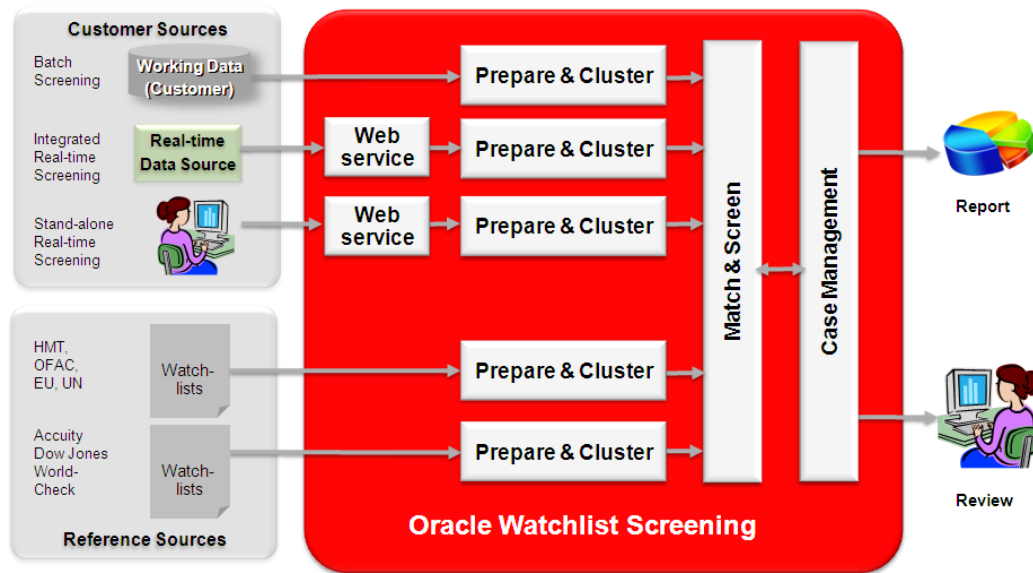 Customer Sources
Batch
Screening
Working Data
(Customer)
Integrated
Real-time
Screening
Real-time
Data Source
Stand-alone
Real-time
Screening
Web
service
Web
service
Prepare & Cluster
Prepare & Cluster
Prepare & Cluster
HMT,
OFAC,
EU, UN
Watch-
lists
Accuity
Dow Jones
World-
Check
Watch-
lists
Reference Sources
Prepare & Cluster
Prepare & Cluster
Match & Screen
Case Management
Oracle Watchlist Screening
Report
Review